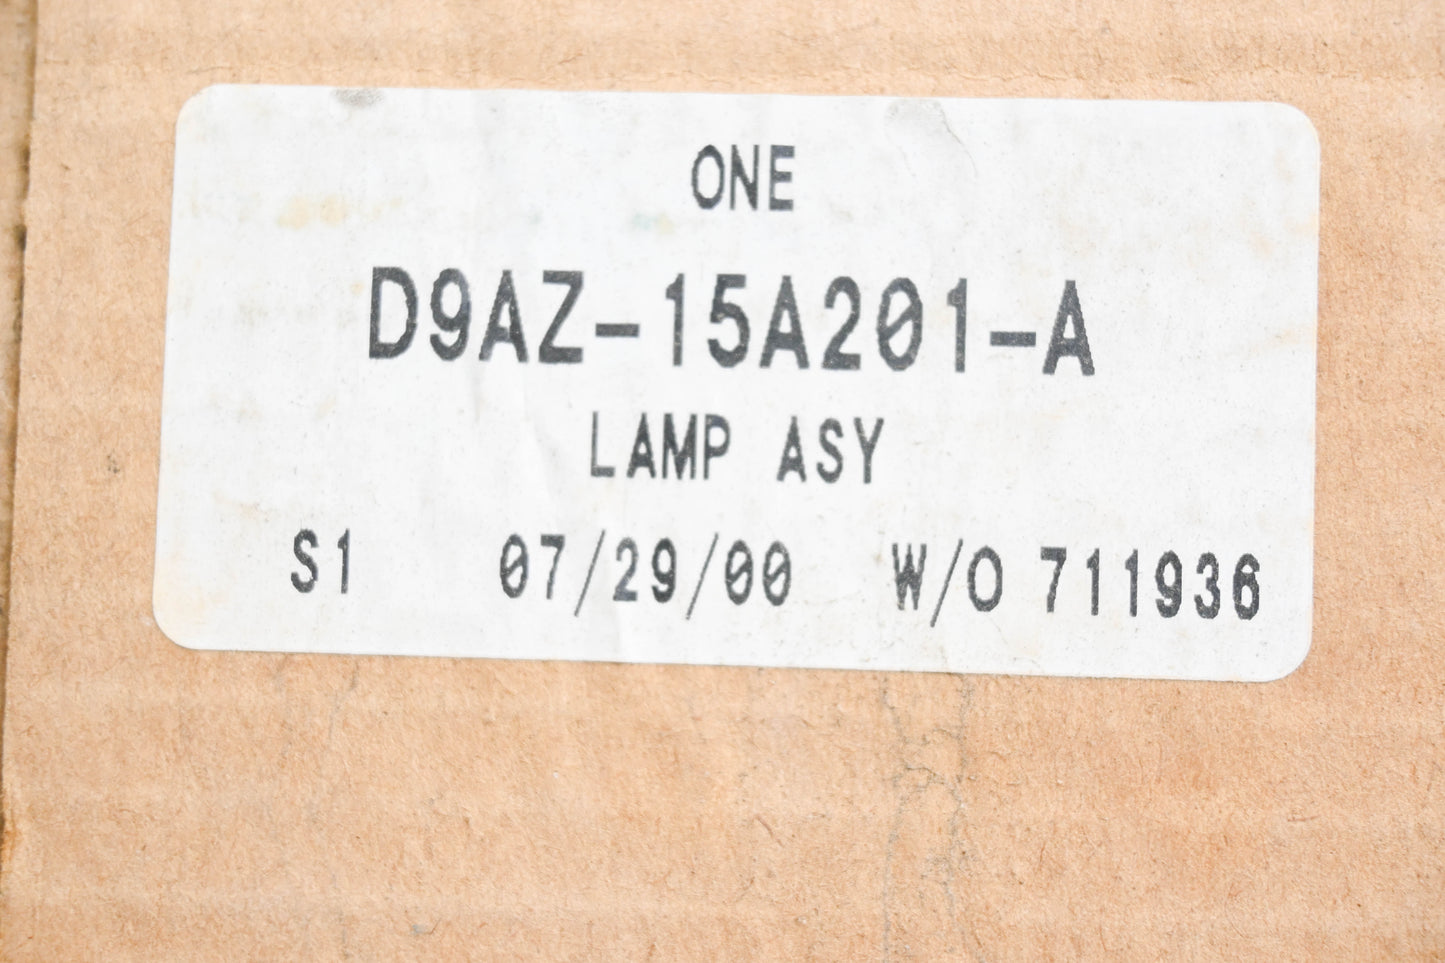 ONE
D9AZ-15A201-A
LAMP ASY
S1 07/29/00 W/O 711936